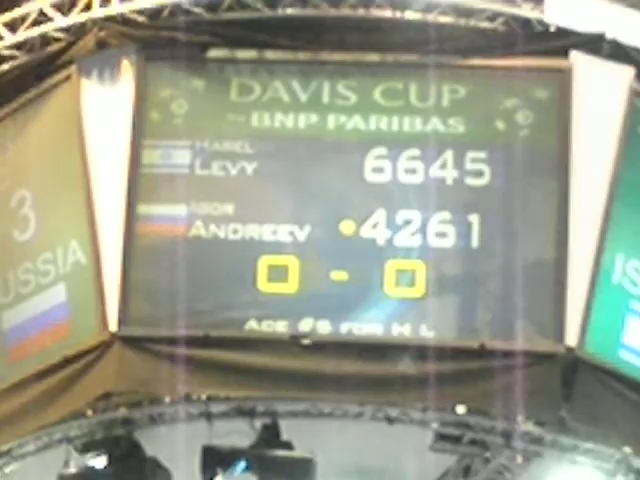 DAVIS CUP
BNP PARIBAS
HAREL
LEVY 6645
IGOR
ANDREEV 4261
0 - 0
ACE #5 FOR H L
3
USSIA
IS